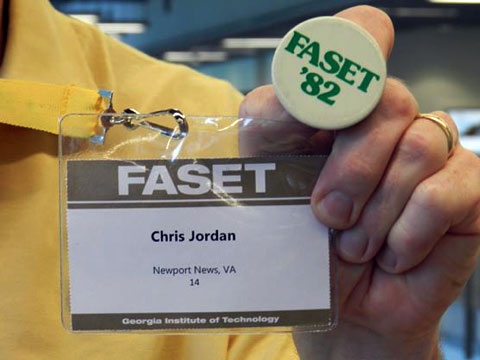 FASET
'82
FASET
Chris Jordan
Newport News, VA
14
Georgia Institute of Technology